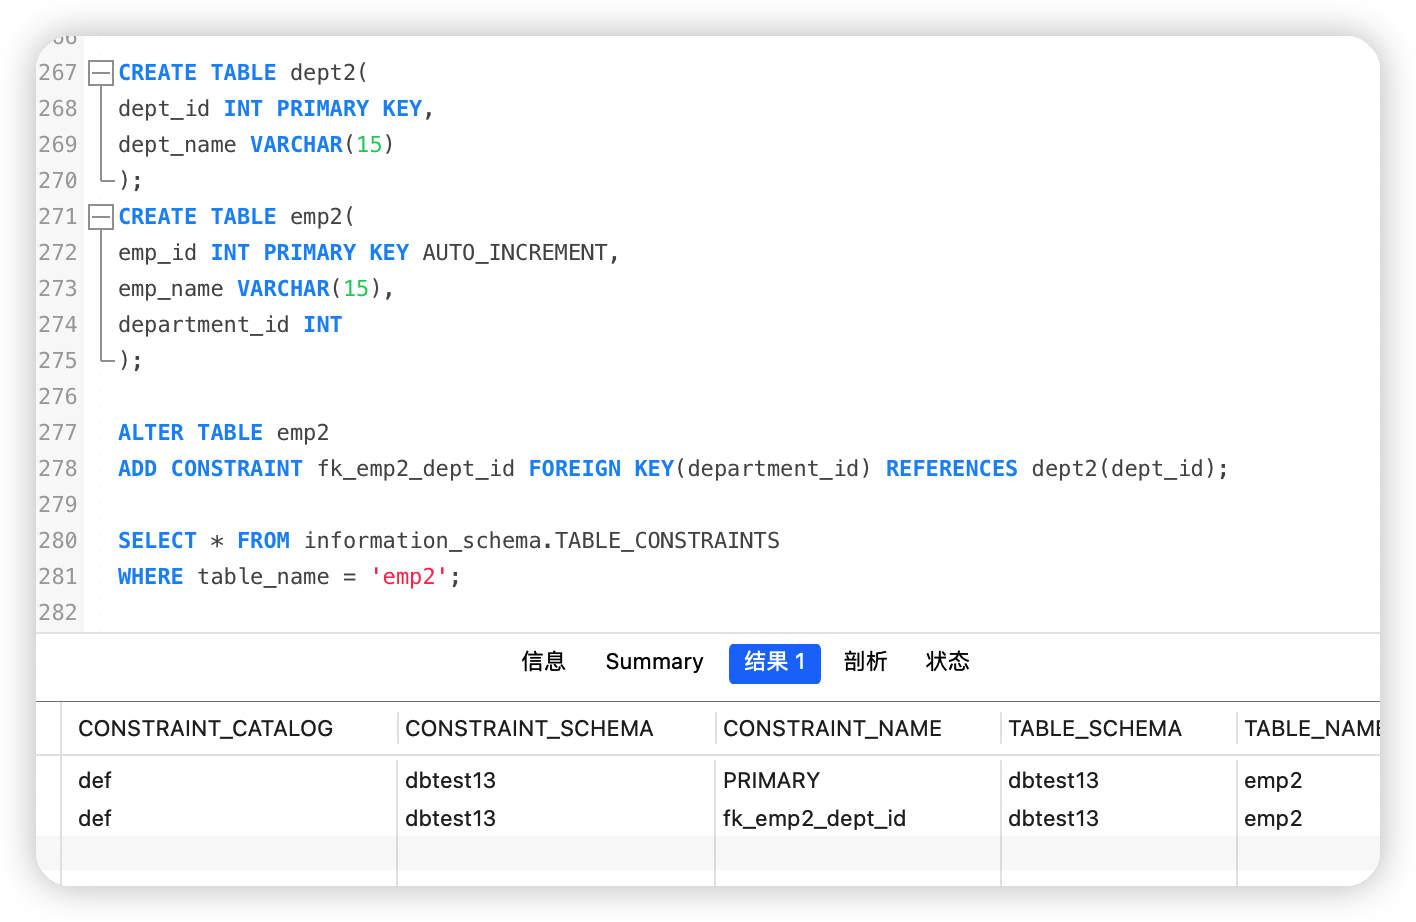 267 CREATE TABLE dept2(
268 dept_id INT PRIMARY KEY,
269 dept_name VARCHAR(15)
270 );
271 CREATE TABLE emp2(
272 emp_id INT PRIMARY KEY AUTO_INCREMENT,
273 emp_name VARCHAR(15),
274 department_id INT
275 );
276
277 ALTER TABLE emp2
278 ADD CONSTRAINT fk_emp2_dept_id FOREIGN KEY(department_id) REFERENCES dept2(dept_id);
279
280 SELECT * FROM information_schema.TABLE_CONSTRAINTS
281 WHERE table_name = 'emp2';
282
信息 Summary 结果 1 剖析 状态
CONSTRAINT_CATALOG CONSTRAINT_SCHEMA CONSTRAINT_NAME TABLE_SCHEMA TABLE_NAME
def dbtest13 PRIMARY dbtest13 emp2
def dbtest13 fk_emp2_dept_id dbtest13 emp2